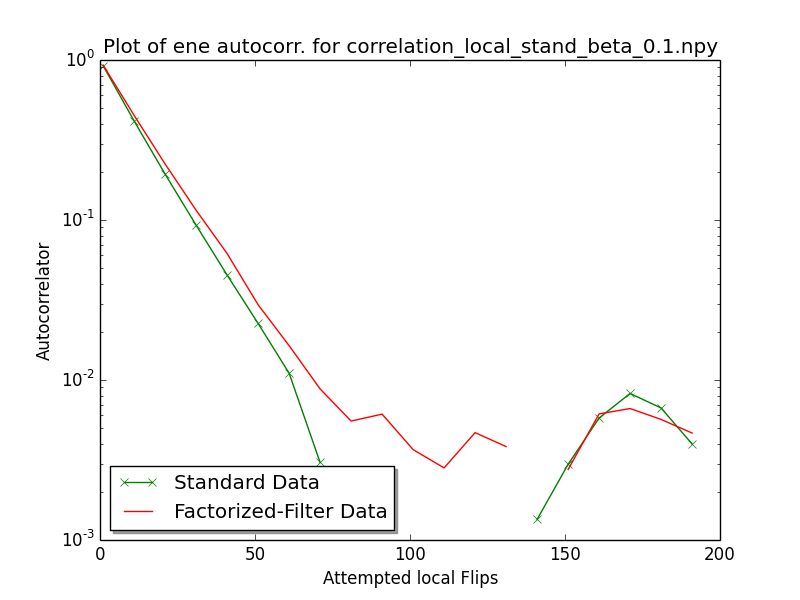 Plot of ene autocorr. for correlation_local_stand_beta_0.1.npy
10^0
10^-1
10^-2
10^-3
Autocorrelator
Standard Data
Factorized-Filter Data
0 50 100 150 200
Attempted local Flips